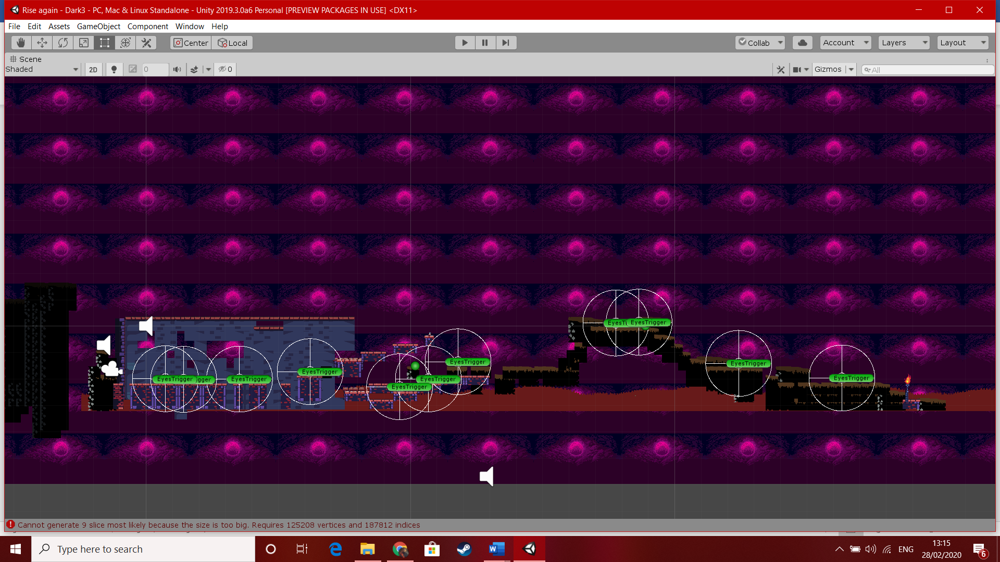 Rise again - Dark3 - PC, Mac & Linux Standalone - Unity 2019.3.0a6 Personal [PREVIEW PACKAGES IN USE] <DX11>
File Edit Assets GameObject Component Window Help
Center Local Collab Account Layers Layout
Scene
Shaded 2D 0 0 Gizmos All
EyesTrigger
EyesTrigger
EyesTrigger
EyesTrigger
EyesTrigger
EyesTrigger
EyesTrigger
EyesTrigger
EyesTrigger
EyesTrigger
Cannot generate 9 slice most likely because the size is too big. Requires 125208 vertices and 187812 indices
Type here to search
ENG
13:15
28/02/2020
6